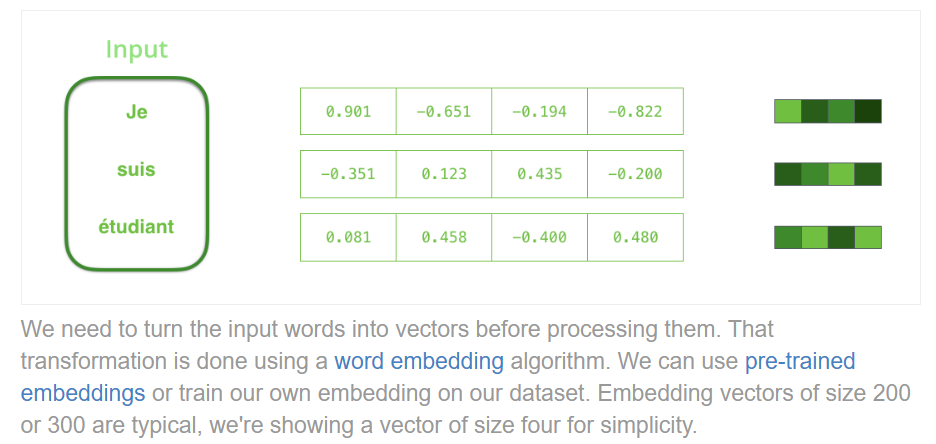 Input
Je
0.901 −0.651 −0.194 −0.822
suis
−0.351 0.123 0.435 −0.200
étudiant
0.081 0.458 −0.400 0.480
We need to turn the input words into vectors before processing them. That
transformation is done using a word embedding algorithm. We can use pre-trained
embeddings or train our own embedding on our dataset. Embedding vectors of size 200
or 300 are typical, we're showing a vector of size four for simplicity.